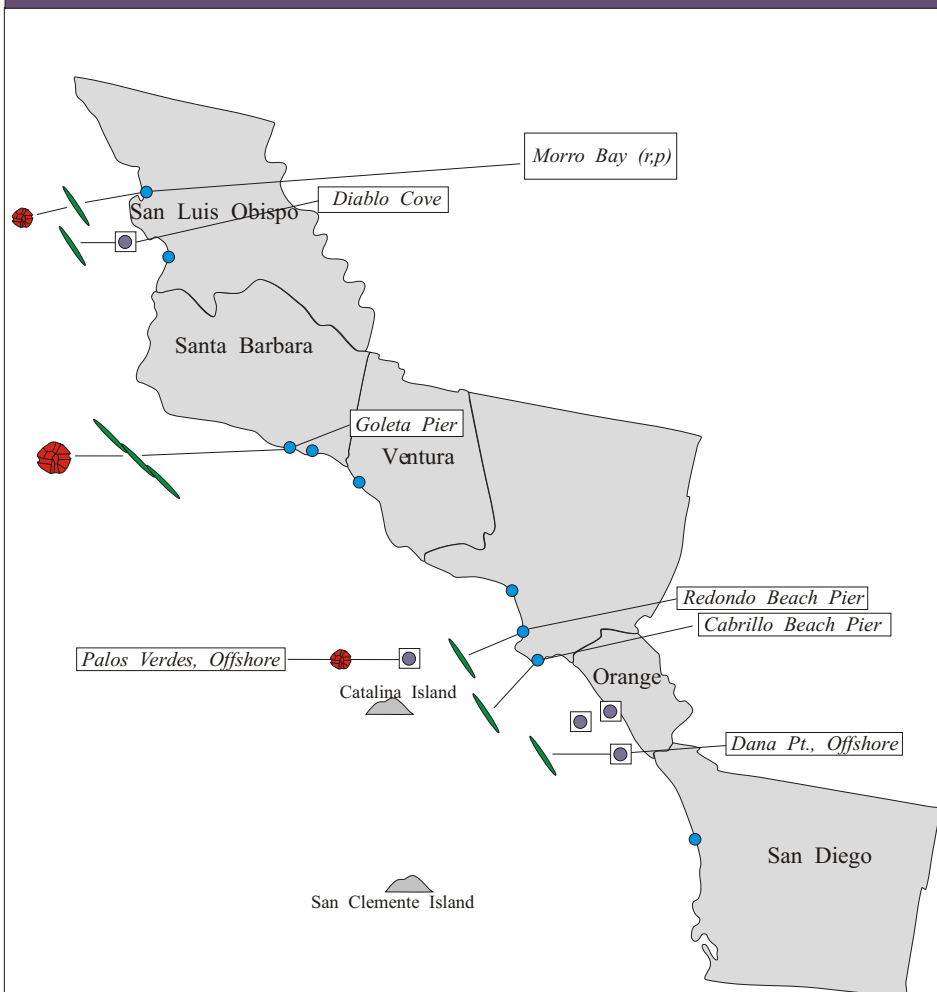 Morro Bay (r,p)
San Luis Obispo
Diablo Cove
Santa Barbara
Goleta Pier
Ventura
Redondo Beach Pier
Cabrillo Beach Pier
Palos Verdes, Offshore
Orange
Catalina Island
Dana Pt., Offshore
San Diego
San Clemente Island